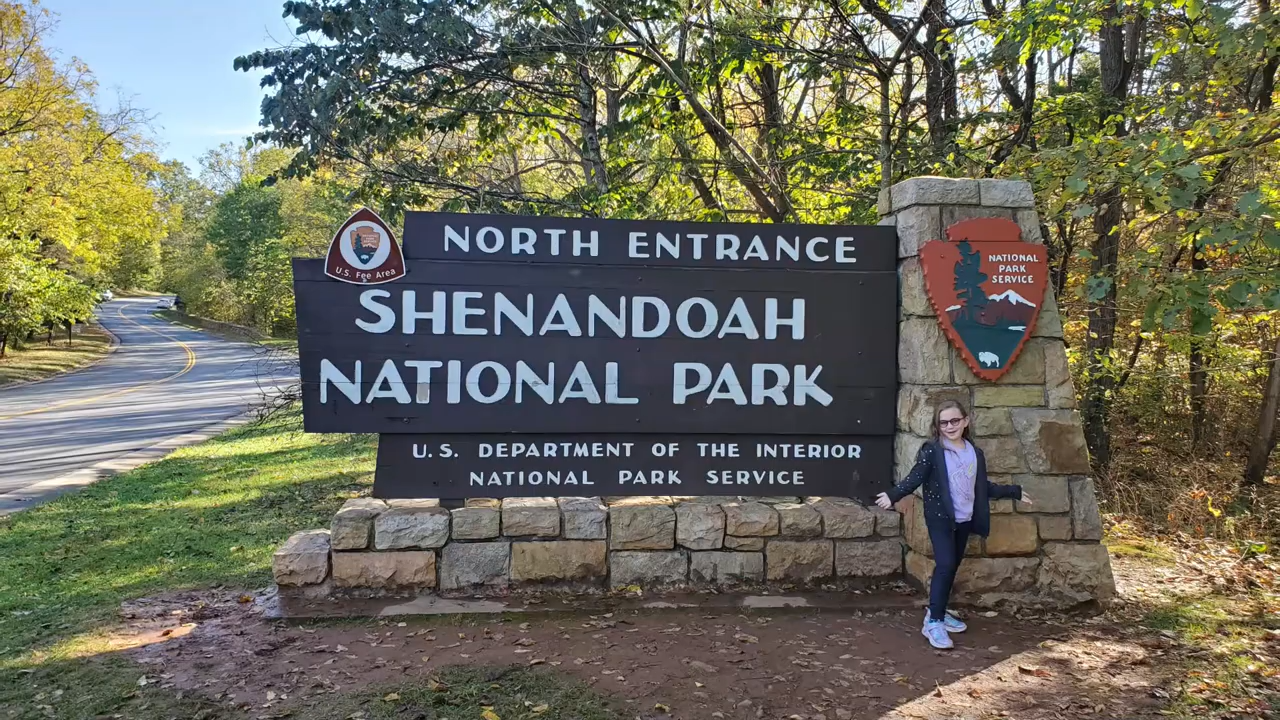 NORTH ENTRANCE
U.S. Fee Area
SHENANDOAH
NATIONAL PARK
U.S. DEPARTMENT OF THE INTERIOR
NATIONAL PARK SERVICE
NATIONAL
PARK
SERVICE